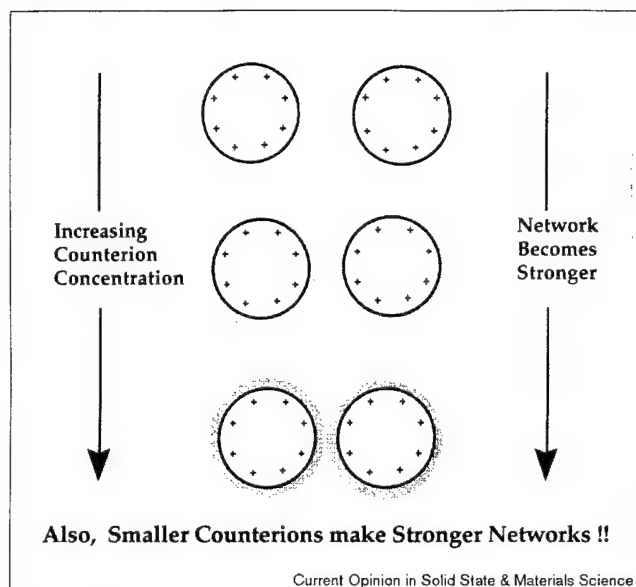 Increasing
Counterion
Concentration
Network
Becomes
Stronger
Also, Smaller Counterions make Stronger Networks !!
Current Opinion in Solid State & Materials Science